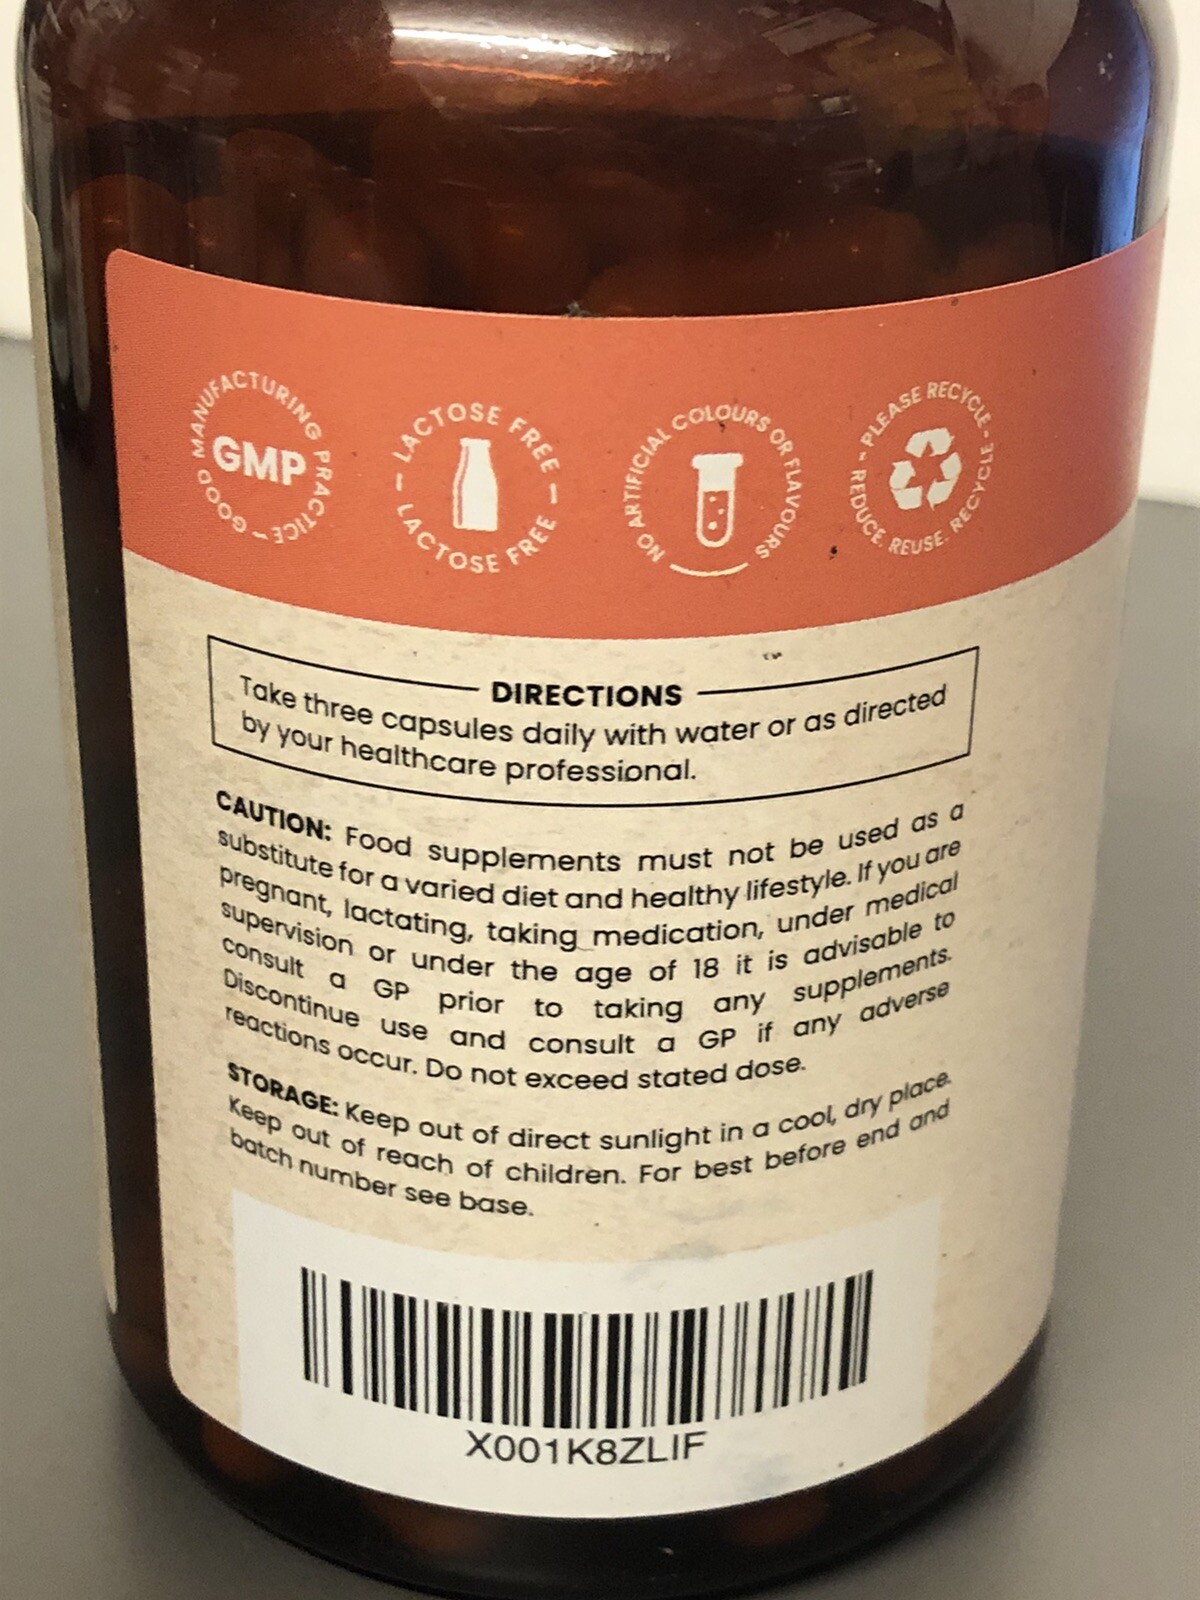 GOOD MANUFACTURING PRACTICE
GMP
LACTOSE FREE
LACTOSE FREE
NO ARTIFICIAL COLOURS OR FLAVOURS
PLEASE RECYCLE
REDUCE. REUSE. RECYCLE
DIRECTIONS
Take three capsules daily with water or as directed
by your healthcare professional.
CAUTION: Food supplements must not be used as a
substitute for a varied diet and healthy lifestyle. If you are
pregnant, lactating, taking medication, under medical
supervision or under the age of 18 it is advisable to
consult a GP prior to taking any supplements.
Discontinue use and consult a GP if any adverse
reactions occur. Do not exceed stated dose.
STORAGE: Keep out of direct sunlight in a cool, dry place.
Keep out of reach of children. For best before end and
batch number see base.
X001K8ZLIF